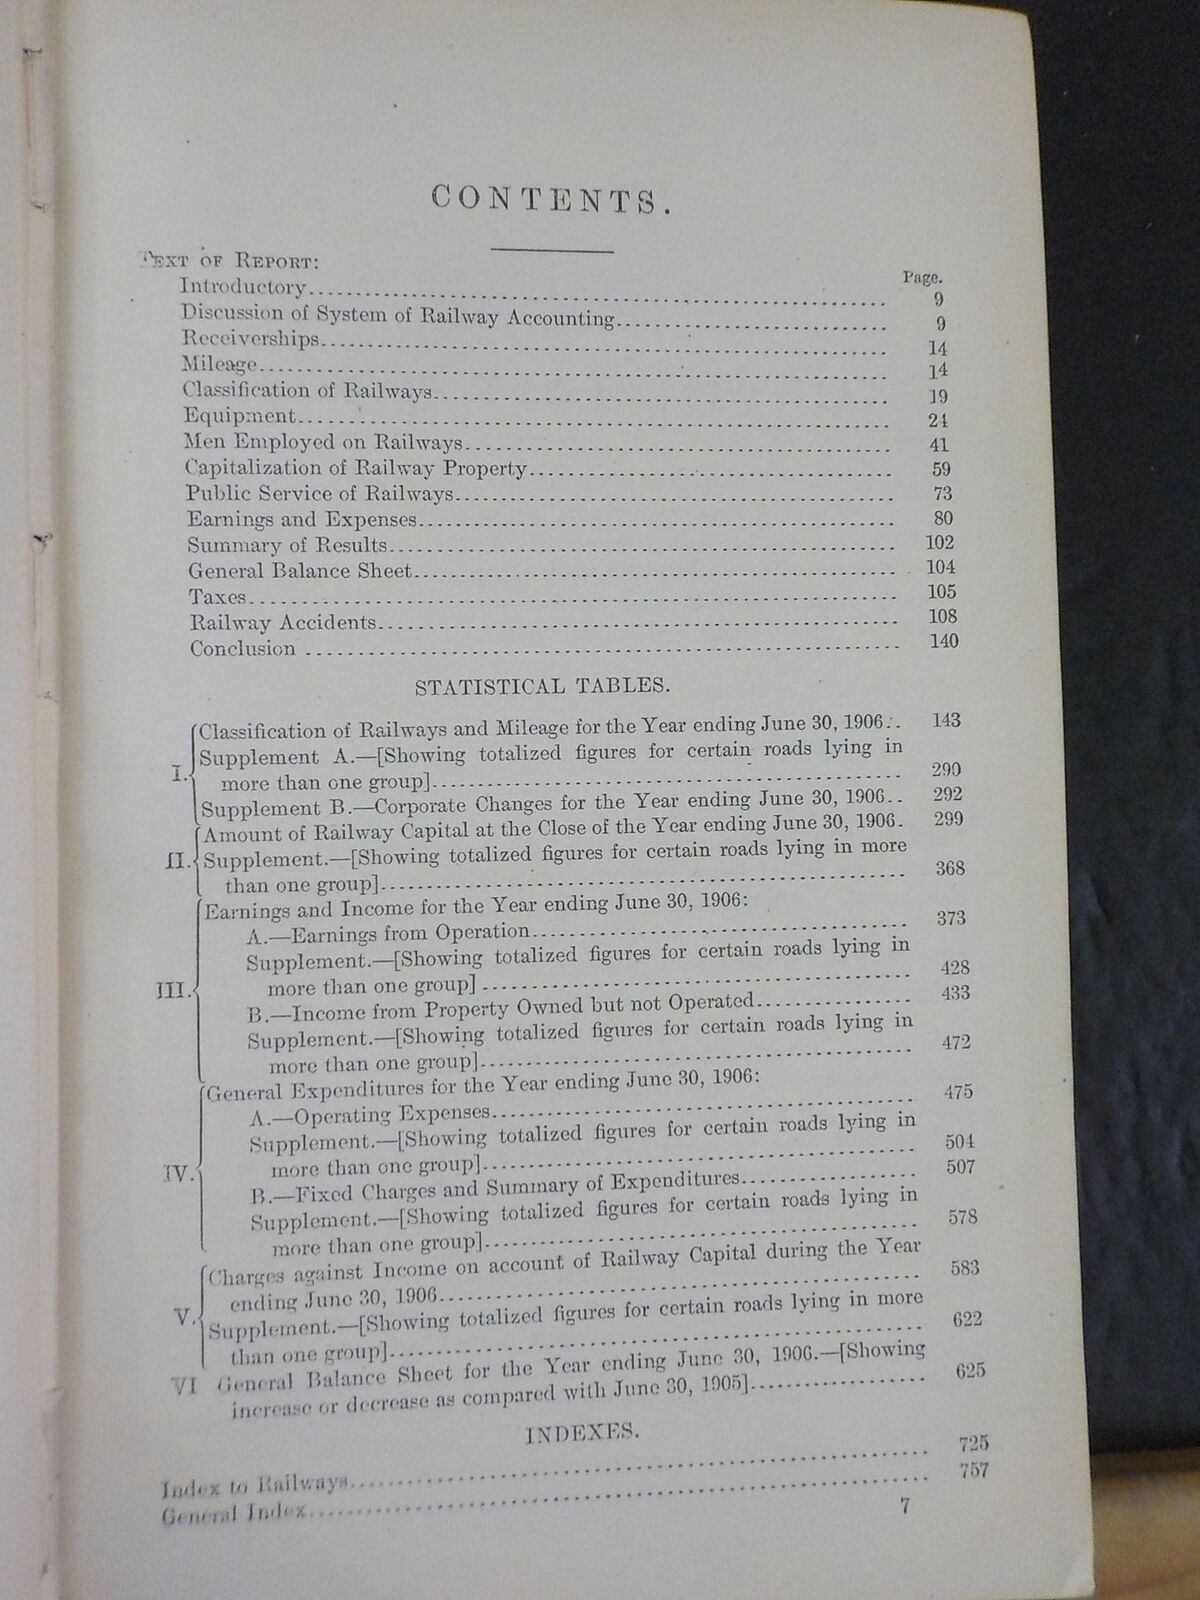 CONTENTS.
TEXT OF REPORT:
Page.
Introductory........ 9
Discussion of System of Railway Accounting........ 9
Receiverships........ 14
Mileage........ 14
Classification of Railways........ 19
Equipment........ 24
Men Employed on Railways........ 41
Capitalization of Railway Property........ 59
Public Service of Railways........ 73
Earnings and Expenses........ 80
Summary of Results........ 102
General Balance Sheet........ 104
Taxes........ 105
Railway Accidents........ 108
Conclusion ........ 140
STATISTICAL TABLES.
Classification of Railways and Mileage for the Year ending June 30, 1906.. 143
Supplement A.—[Showing totalized figures for certain roads lying in
I. more than one group]........ 290
Supplement B.—Corporate Changes for the Year ending June 30, 1906.. 292
Amount of Railway Capital at the Close of the Year ending June 30, 1906. 299
II. Supplement.—[Showing totalized figures for certain roads lying in more
than one group]........ 368
Earnings and Income for the Year ending June 30, 1906:
A.—Earnings from Operation........ 373
Supplement.—[Showing totalized figures for certain roads lying in
III. more than one group] ........ 428
B.—Income from Property Owned but not Operated........ 433
Supplement.—[Showing totalized figures for certain roads lying in
more than one group]........ 472
General Expenditures for the Year ending June 30, 1906:
A.—Operating Expenses........ 475
Supplement.—[Showing totalized figures for certain roads lying in
IV. more than one group]........ 504
B.—Fixed Charges and Summary of Expenditures........ 507
Supplement.—[Showing totalized figures for certain roads lying in
more than one group]........ 578
Charges against Income on account of Railway Capital during the Year
ending June 30, 1906........ 583
V. Supplement.—[Showing totalized figures for certain roads lying in more
than one group]........ 622
VI General Balance Sheet for the Year ending June 30, 1906.—[Showing
increase or decrease as compared with June 30, 1905]........ 625
INDEXES.
Index to Railways........ 725
General Index........ 757
7